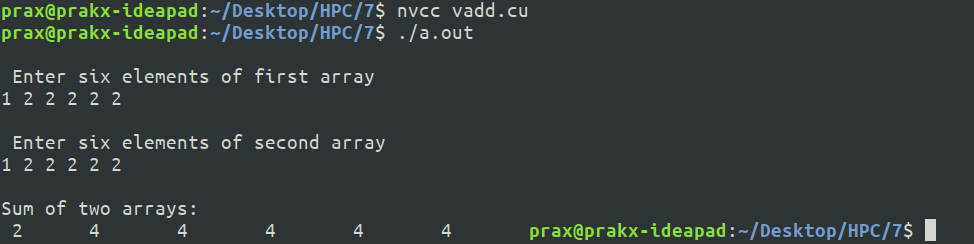 prax@prakx-ideapad:~/Desktop/HPC/7$ nvcc vadd.cu
prax@prakx-ideapad:~/Desktop/HPC/7$ ./a.out
Enter six elements of first array
1 2 2 2 2 2
Enter six elements of second array
1 2 2 2 2 2
Sum of two arrays:
2 4 4 4 4 4 prax@prakx-ideapad:~/Desktop/HPC/7$